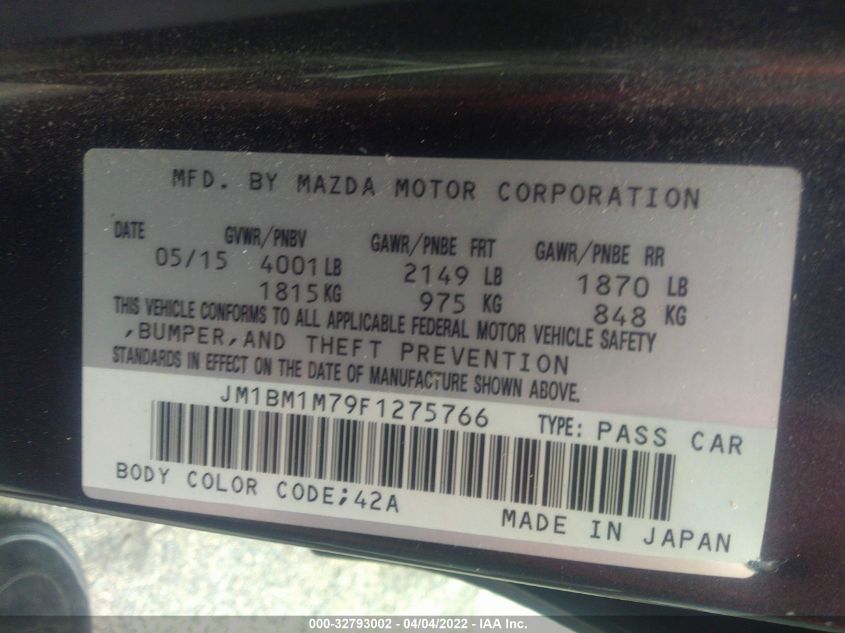 MFD. BY MAZDA MOTOR CORPORATION
DATE GVWR/PNBV GAWR/PNBE FRT GAWR/PNBE RR
05/15 4001 LB 2149 LB 1870 LB
1815 KG 975 KG 848 KG
THIS VEHICLE CONFORMS TO ALL APPLICABLE FEDERAL MOTOR VEHICLE SAFETY
,BUMPER,AND THEFT PREVENTION
STANDARDS IN EFFECT ON THE DATE OF MANUFACTURE SHOWN ABOVE.
JM1BM1M79F1275766 TYPE: PASS CAR
BODY COLOR CODE;42A
MADE IN JAPAN
000-32793002 - 04/04/2022 - IAA Inc.